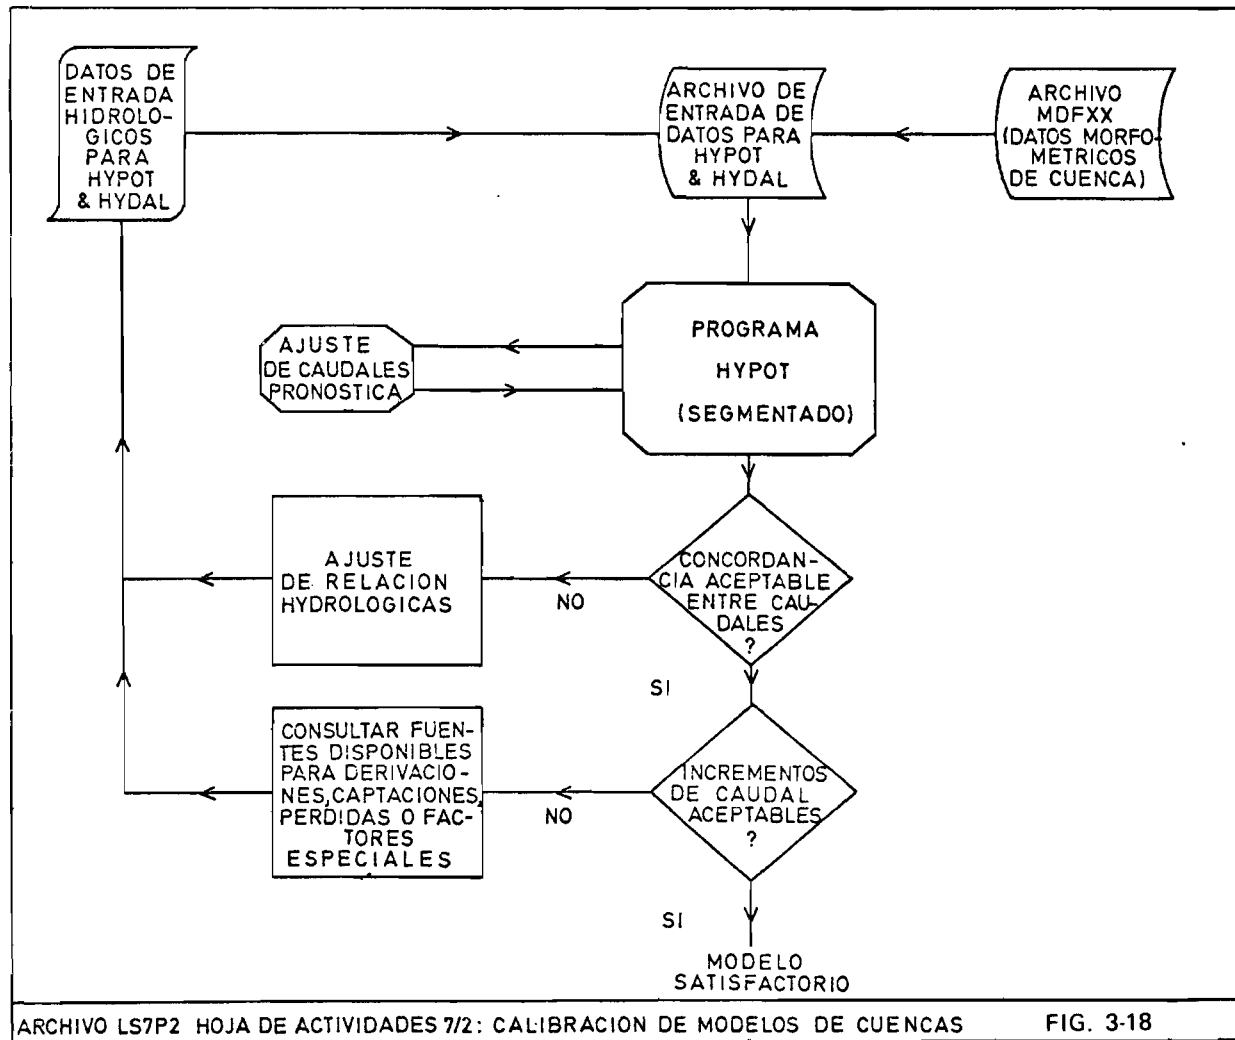 DATOS DE
ENTRADA
HIDROLO-
GICOS
PARA
HYPOT
& HYDAL
ARCHIVO DE
ENTRADA DE
DATOS PARA
HYPOT
& HYDAL
ARCHIVO
MDFXX
(DATOS MORFO-
METRICOS
DE CUENCA)
PROGRAMA
HYPOT
(SEGMENTADO)
AJUSTE
DE CAUDALES
PRONOSTICA
CONCORDAN-
CIA ACEPTABLE
ENTRE CAU-
DALES
?
NO
AJUSTE
DE RELACION
HYDROLOGICAS
SI
INCREMENTOS
DE CAUDAL
ACEPTABLES
?
NO
CONSULTAR FUEN-
TES DISPONIBLES
PARA DERIVACIO-
NES, CAPTACIONES,
PERDIDAS O FAC-
TORES
ESPECIALES
SI
MODELO
SATISFACTORIO
ARCHIVO LS7P2 HOJA DE ACTIVIDADES 7/2: CALIBRACION DE MODELOS DE CUENCAS FIG. 3-18